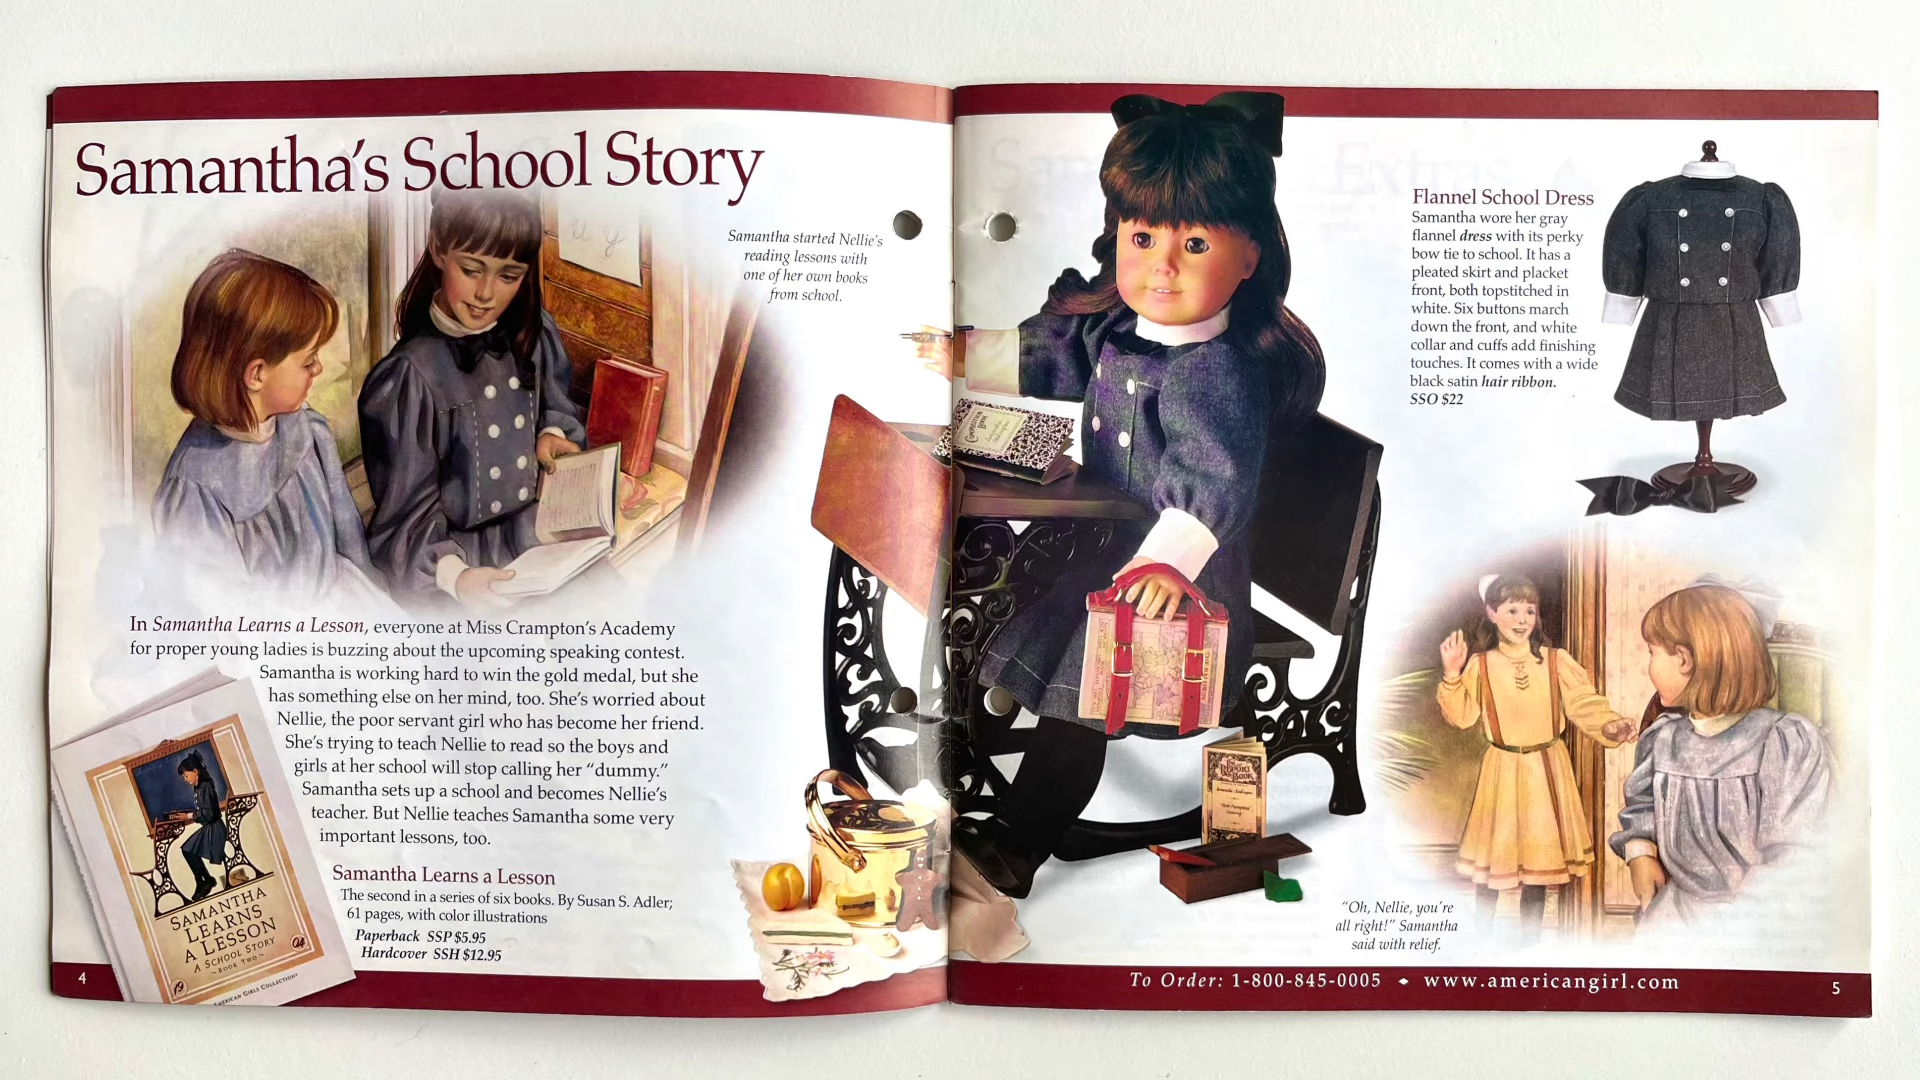 Samantha's School Story
Samantha started Nellie's
reading lessons with
one of her own books
from school.
In Samantha Learns a Lesson, everyone at Miss Crampton's Academy
for proper young ladies is buzzing about the upcoming speaking contest.
Samantha is working hard to win the gold medal, but she
has something else on her mind, too. She's worried about
Nellie, the poor servant girl who has become her friend.
She's trying to teach Nellie to read so the boys and
girls at her school will stop calling her "dummy."
Samantha sets up a school and becomes Nellie's
teacher. But Nellie teaches Samantha some very
important lessons, too.
SAMANTHA
LEARNS
A LESSON
A SCHOOL STORY
~BOOK TWO~
19
04
AMERICAN GIRLS COLLECTION
Samantha Learns a Lesson
The second in a series of six books. By Susan S. Adler;
61 pages, with color illustrations
Paperback SSP $5.95
Hardcover SSH $12.95
4
COMPOSITION
BOOK
REPORT
BOOK
Flannel School Dress
Samantha wore her gray
flannel dress with its perky
bow tie to school. It has a
pleated skirt and placket
front, both topstitched in
white. Six buttons march
down the front, and white
collar and cuffs add finishing
touches. It comes with a wide
black satin hair ribbon.
SSO $22
"Oh, Nellie, you're
all right!" Samantha
said with relief.
To Order: 1-800-845-0005 ♦ www.americangirl.com
5